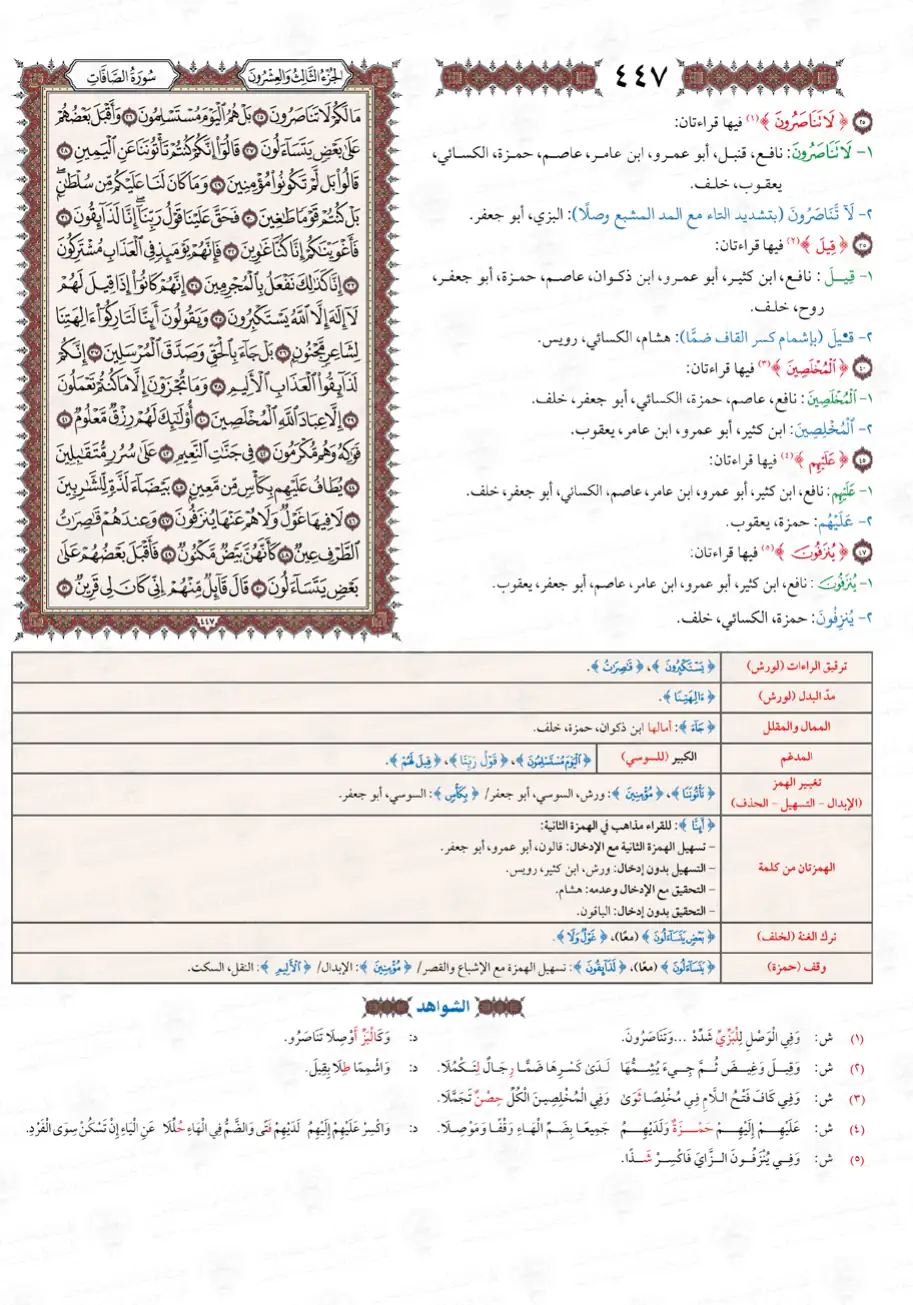 سُورَةُ الصَّافَّاتِ
الجُزْءُ الثَّالِثُ وَالعِشْرُونَ
مَا لَكُمْ لَا تَنَاصَرُونَ ٢٥ بَلْ هُمُ الْيَوْمَ مُسْتَسْلِمُونَ ٢٦ وَأَقْبَلَ بَعْضُهُمْ
عَلَىٰ بَعْضٍ يَتَسَاءَلُونَ ٢٧ قَالُوا إِنَّكُمْ كُنتُمْ تَأْتُونَنَا عَنِ الْيَمِينِ ٢٨
قَالُوا بَل لَّمْ تَكُونُوا مُؤْمِنِينَ ٢٩ وَمَا كَانَ لَنَا عَلَيْكُم مِّن سُلْطَانٍ
بَلْ كُنتُمْ قَوْمًا طَاغِينَ ٣٠ فَحَقَّ عَلَيْنَا قَوْلُ رَبِّنَا إِنَّا لَذَائِقُونَ ٣١
فَأَغْوَيْنَاكُمْ إِنَّا كُنَّا غَاوِينَ ٣٢ فَإِنَّهُمْ يَوْمَئِذٍ فِي الْعَذَابِ مُشْتَرِكُونَ
٣٣ إِنَّا كَذَٰلِكَ نَفْعَلُ بِالْمُجْرِمِينَ ٣٤ إِنَّهُمْ كَانُوا إِذَا قِيلَ لَهُمْ
لَا إِلَٰهَ إِلَّا اللَّهُ يَسْتَكْبِرُونَ ٣٥ وَيَقُولُونَ أَئِنَّا لَتَارِكُوا ءَالِهَتِنَا
لِشَاعِرٍ مَّجْنُونٍ ٣٦ بَلْ جَاءَ بِالْحَقِّ وَصَدَّقَ الْمُرْسَلِينَ ٣٧ إِنَّكُمْ
لَذَائِقُوا الْعَذَابِ الْأَلِيمِ ٣٨ وَمَا تُجْزَوْنَ إِلَّا مَا كُنتُمْ تَعْمَلُونَ
٣٩ إِلَّا عِبَادَ اللَّهِ الْمُخْلَصِينَ ٤٠ أُولَٰئِكَ لَهُمْ رِزْقٌ مَّعْلُومٌ ٤١
فَوَاكِهُ وَهُم مُّكْرَمُونَ ٤٢ فِي جَنَّاتِ النَّعِيمِ ٤٣ عَلَىٰ سُرُرٍ مُّتَقَابِلِينَ
٤٤ يُطَافُ عَلَيْهِم بِكَأْسٍ مِّن مَّعِينٍ ٤٥ بَيْضَاءَ لَذَّةٍ لِّلشَّارِبِينَ
٤٦ لَا فِيهَا غَوْلٌ وَلَا هُمْ عَنْهَا يُنزَفُونَ ٤٧ وَعِندَهُمْ قَاصِرَاتُ
الطَّرْفِ عِينٌ ٤٨ كَأَنَّهُنَّ بَيْضٌ مَّكْنُونٌ ٤٩ فَأَقْبَلَ بَعْضُهُمْ عَلَىٰ
بَعْضٍ يَتَسَاءَلُونَ ٥٠ قَالَ قَائِلٌ مِّنْهُمْ إِنِّي كَانَ لِي قَرِينٌ ٥١
٤٤٧
٤٤٧
٢٥ ﴿ لَا تَنَاصَرُونَ ﴾ (١) فيها قراءتان:
١- لَا تَنَاصَرُونَ: نافع، قنبل، أبو عمرو، ابن عامر، عاصم، حمزة، الكسائي،
يعقوب، خلف.
٢- لَآ تَّنَاصَرُونَ (بتشديد التاء مع المد المشبع وصلًا): البزي، أبو جعفر.
٣٥ ﴿ قِيلَ ﴾ (٢) فيها قراءتان:
١- قِيلَ: نافع، ابن كثير، أبو عمرو، ابن ذكوان، عاصم، حمزة، أبو جعفر،
روح، خلف.
٢- قِيلَ (بإشمام كسر القاف ضمًّا): هشام، الكسائي، رويس.
٤٠ ﴿ الْمُخْلَصِينَ ﴾ (٣) فيها قراءتان:
١- الْمُخْلَصِينَ: نافع، عاصم، حمزة، الكسائي، أبو جعفر، خلف.
٢- الْمُخْلِصِينَ: ابن كثير، أبو عمرو، ابن عامر، يعقوب.
٤٥ ﴿ عَلَيْهِم ﴾ (٤) فيها قراءتان:
١- عَلَيْهِم: نافع، ابن كثير، أبو عمرو، ابن عامر، عاصم، الكسائي، أبو جعفر، خلف.
٢- عَلَيْهُم: حمزة، يعقوب.
٤٧ ﴿ يُنزَفُونَ ﴾ (٥) فيها قراءتان:
١- يُنزَفُونَ: نافع، ابن كثير، أبو عمرو، ابن عامر، عاصم، أبو جعفر، يعقوب.
٢- يُنزِفُونَ: حمزة، الكسائي، خلف.
ترقيق الراءات (لورش) ﴿ يَسْتَكْبِرُونَ ﴾، ﴿ قَاصِرَاتُ ﴾.
مدّ البدل (لورش) ﴿ ءَالِهَتِنَا ﴾.
الممال والمقلل ﴿ جَاءَ ﴾: أمالها ابن ذكوان، حمزة، خلف.
المدغم الكبير (للسوسي) ﴿ الْيَوْمَ مُسْتَسْلِمُونَ ﴾، ﴿ قَوْلُ رَبِّنَا ﴾، ﴿ قِيلَ لَهُمْ ﴾.
تغيير الهمز
(الإبدال - التسهيل - الحذف) ﴿ تَأْتُونَنَا ﴾، ﴿ مُؤْمِنِينَ ﴾: ورش، السوسي، أبو جعفر/ ﴿ بِكَأْسٍ ﴾: السوسي، أبو جعفر.
الهمزتان من كلمة ﴿ أَئِنَّا ﴾: للقراء مذاهب في الهمزة الثانية:
- تسهيل الهمزة الثانية مع الإدخال: قالون، أبو عمرو، أبو جعفر.
- التسهيل بدون إدخال: ورش، ابن كثير، رويس.
- التحقيق مع الإدخال وعدمه: هشام.
- التحقيق بدون إدخال: الباقون.
ترك الغنة (لخلف) ﴿ بَعْضٍ يَتَسَاءَلُونَ ﴾ (معًا)، ﴿ غَوْلٌ وَلَا ﴾.
وقف (حمزة) ﴿ يَتَسَاءَلُونَ ﴾ (معًا)، ﴿ لَذَائِقُونَ ﴾: تسهيل الهمزة مع الإشباع والقصر/ ﴿ مُؤْمِنِينَ ﴾: الإبدال/ ﴿ الْأَلِيمِ ﴾: النقل، السكت.
الشواهد
(١) ش: وَفِي الْوَصْلِ لِلْبَزِّيِّ شَدِّدْ ...وَتَنَاصَرُونَ. د: وَكَالْبَزِّ أَوْصِلَا تَنَاصَرُو.
(٢) ش: وَقِيلَ وَغِيضَ ثُمَّ جِيءَ يُشِمُّهَا لَدَىٰ كَسْرِهَا ضَمًّا رِجَالٌ لِتَكْمُلَا. د: وَاشْمِمًا طِلَا بِقِيلَ.
(٣) ش: وَفِي كَافَ فَتْحُ اللَّامِ فِي مُخْلِصًا ثَوَىٰ وَفِي الْمُخْلِصِينَ الْكُلِّ حِصْنٌ تَجَمَّلَا.
(٤) ش: عَلَيْهِمْ إِلَيْهِمْ حَمْزَةٌ وَلَدَيْهِمُ جَمِيعًا بِضَمِّ الْهَاءِ وَقْفًا وَمَوْصِلَا. د: وَاكْسِرْ عَلَيْهِمْ إِلَيْهِمْ لَدَيْهِمْ فَتًى وَالضَّمُّ فِي الْهَاءِ حُلِّلَا عَنِ الْيَاءِ إِنْ تَسْكُنْ سِوَى الْفَرْدِ.
(٥) ش: وَفِي يُنْزَفُونَ الزَّايَ فَاكْسِرْ شَذًا.